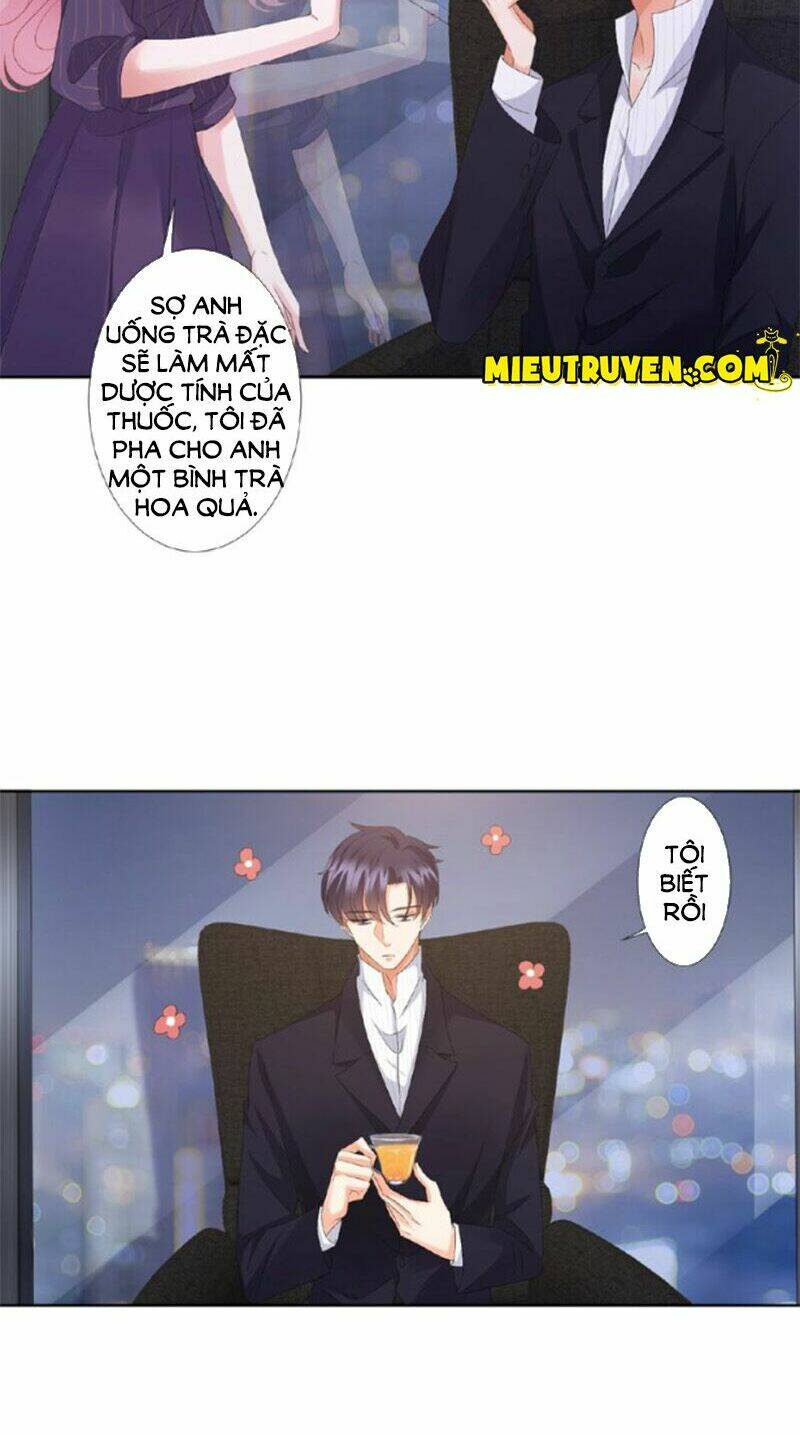 SỢ ANH
UỐNG TRÀ ĐẶC
SẼ LÀM MẤT
DƯỢC TÍNH CỦA
THUỐC, TÔI ĐÃ
PHA CHO ANH
MỘT BÌNH TRÀ
HOA QUẢ.
MIEUTRUYEN.COM
TÔI
BIẾT
RỒI